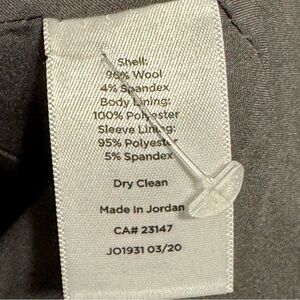 Shell:
96% Wool
4% Spandex
Body Lining:
100% Polyester
Sleeve Lining:
95% Polyester
5% Spandex
Dry Clean
Made In Jordan
CA# 23147
JO1931 03/20